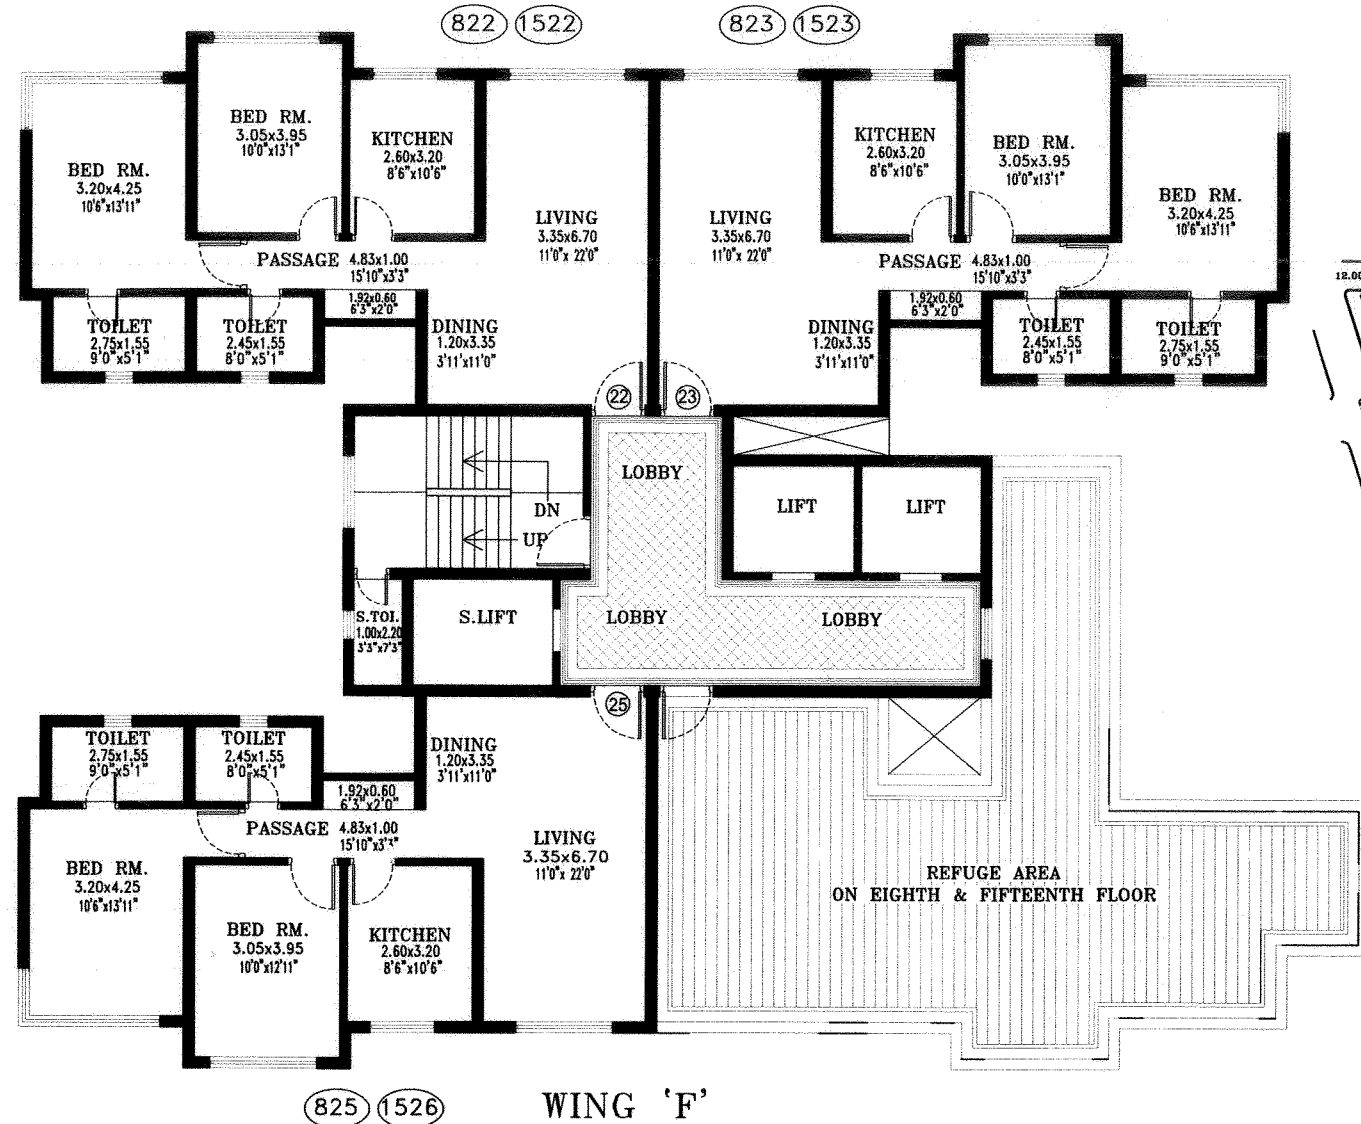 822 1522 823 1523
BED RM.
3.05x3.95
10'0"x13'1"
KITCHEN
2.60x3.20
8'6"x10'6"
BED RM.
3.20x4.25
10'6"x13'11"
LIVING
3.35x6.70
11'0"x 22'0"
PASSAGE 4.83x1.00
15'10"x3'3"
1.92x0.60
6'3"x2'0"
TOILET
2.75x1.55
9'0"x5'1"
TOILET
2.45x1.55
8'0"x5'1"
DINING
1.20x3.35
3'11"x11'0"
22
KITCHEN
2.60x3.20
8'6"x10'6"
BED RM.
3.05x3.95
10'0"x13'1"
BED RM.
3.20x4.25
10'6"x13'11"
LIVING
3.35x6.70
11'0"x 22'0"
PASSAGE 4.83x1.00
15'10"x3'3"
1.92x0.60
6'3"x2'0"
DINING
1.20x3.35
3'11"x11'0"
TOILET
2.45x1.55
8'0"x5'1"
TOILET
2.75x1.55
9'0"x5'1"
23
LOBBY
LIFT
LIFT
DN
UP
S.TOI.
1.00x2.20
3'3"x7'3"
S.LIFT
LOBBY
LOBBY
25
TOILET
2.75x1.55
9'0"x5'1"
TOILET
2.45x1.55
8'0"x5'1"
DINING
1.20x3.35
3'11"x11'0"
1.92x0.60
6'3"x2'0"
PASSAGE 4.83x1.00
15'10"x3'3"
LIVING
3.35x6.70
11'0"x 22'0"
BED RM.
3.20x4.25
10'6"x13'11"
BED RM.
3.05x3.95
10'0"x12'11"
KITCHEN
2.60x3.20
8'6"x10'6"
REFUGE AREA
ON EIGHTH & FIFTEENTH FLOOR
825 1526
WING 'F'